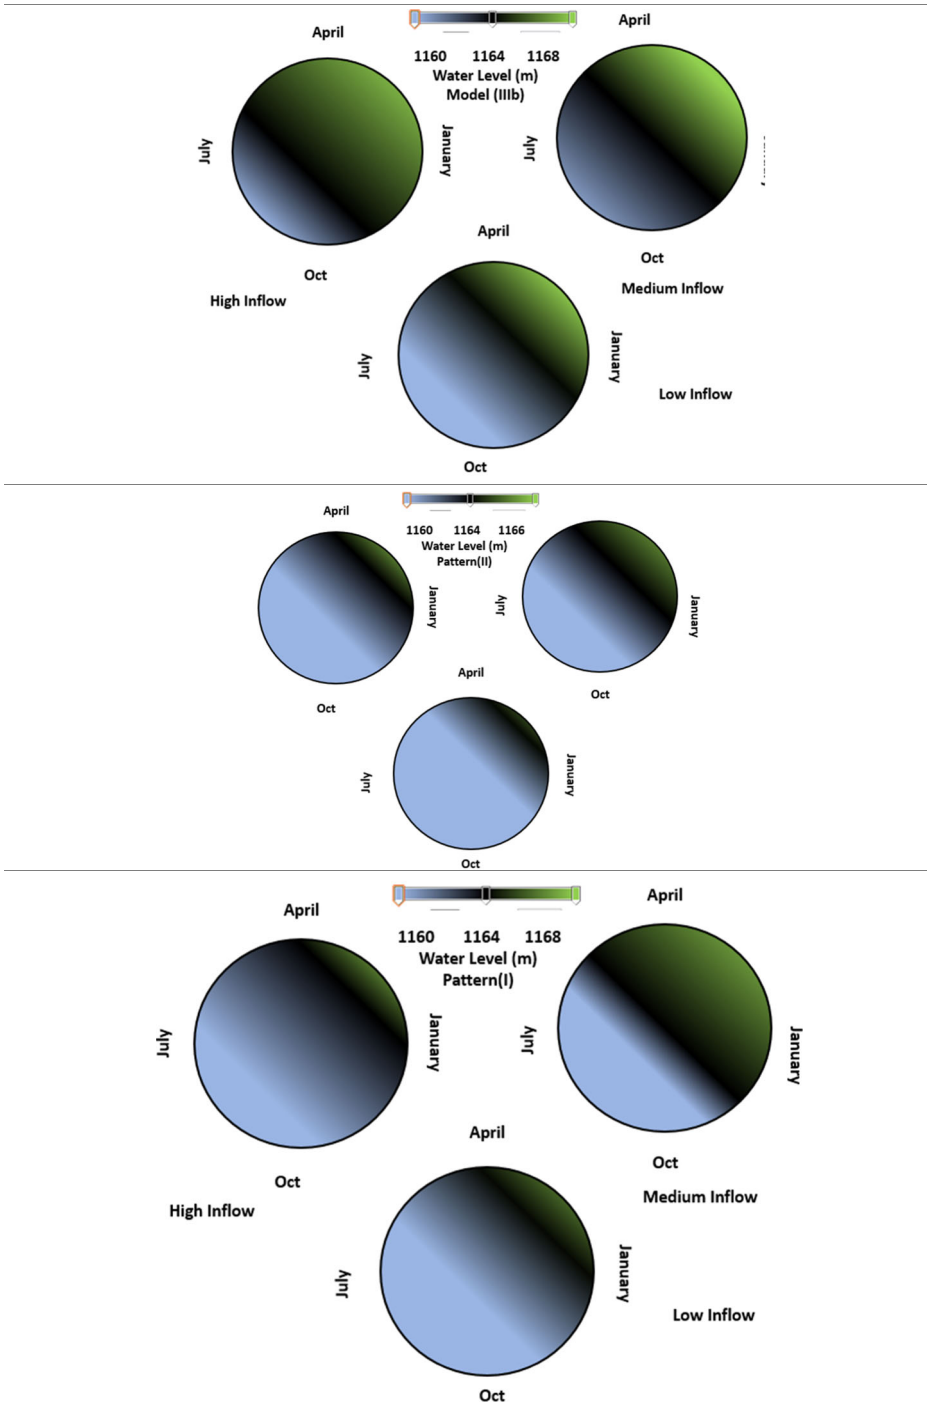 April
April
1160 1164 1168
Water Level (m)
Model (IIIb)
July
January
July
April
Oct
Oct
High Inflow
Medium Inflow
July
January
Low Inflow
Oct
April
1160 1164 1166
Water Level (m)
Pattern(II)
January
July
January
April
Oct
Oct
July
January
Oct
April
April
1160 1164 1168
Water Level (m)
Pattern(I)
July
January
July
January
April
Oct
Oct
High Inflow
Medium Inflow
July
January
Low Inflow
Oct